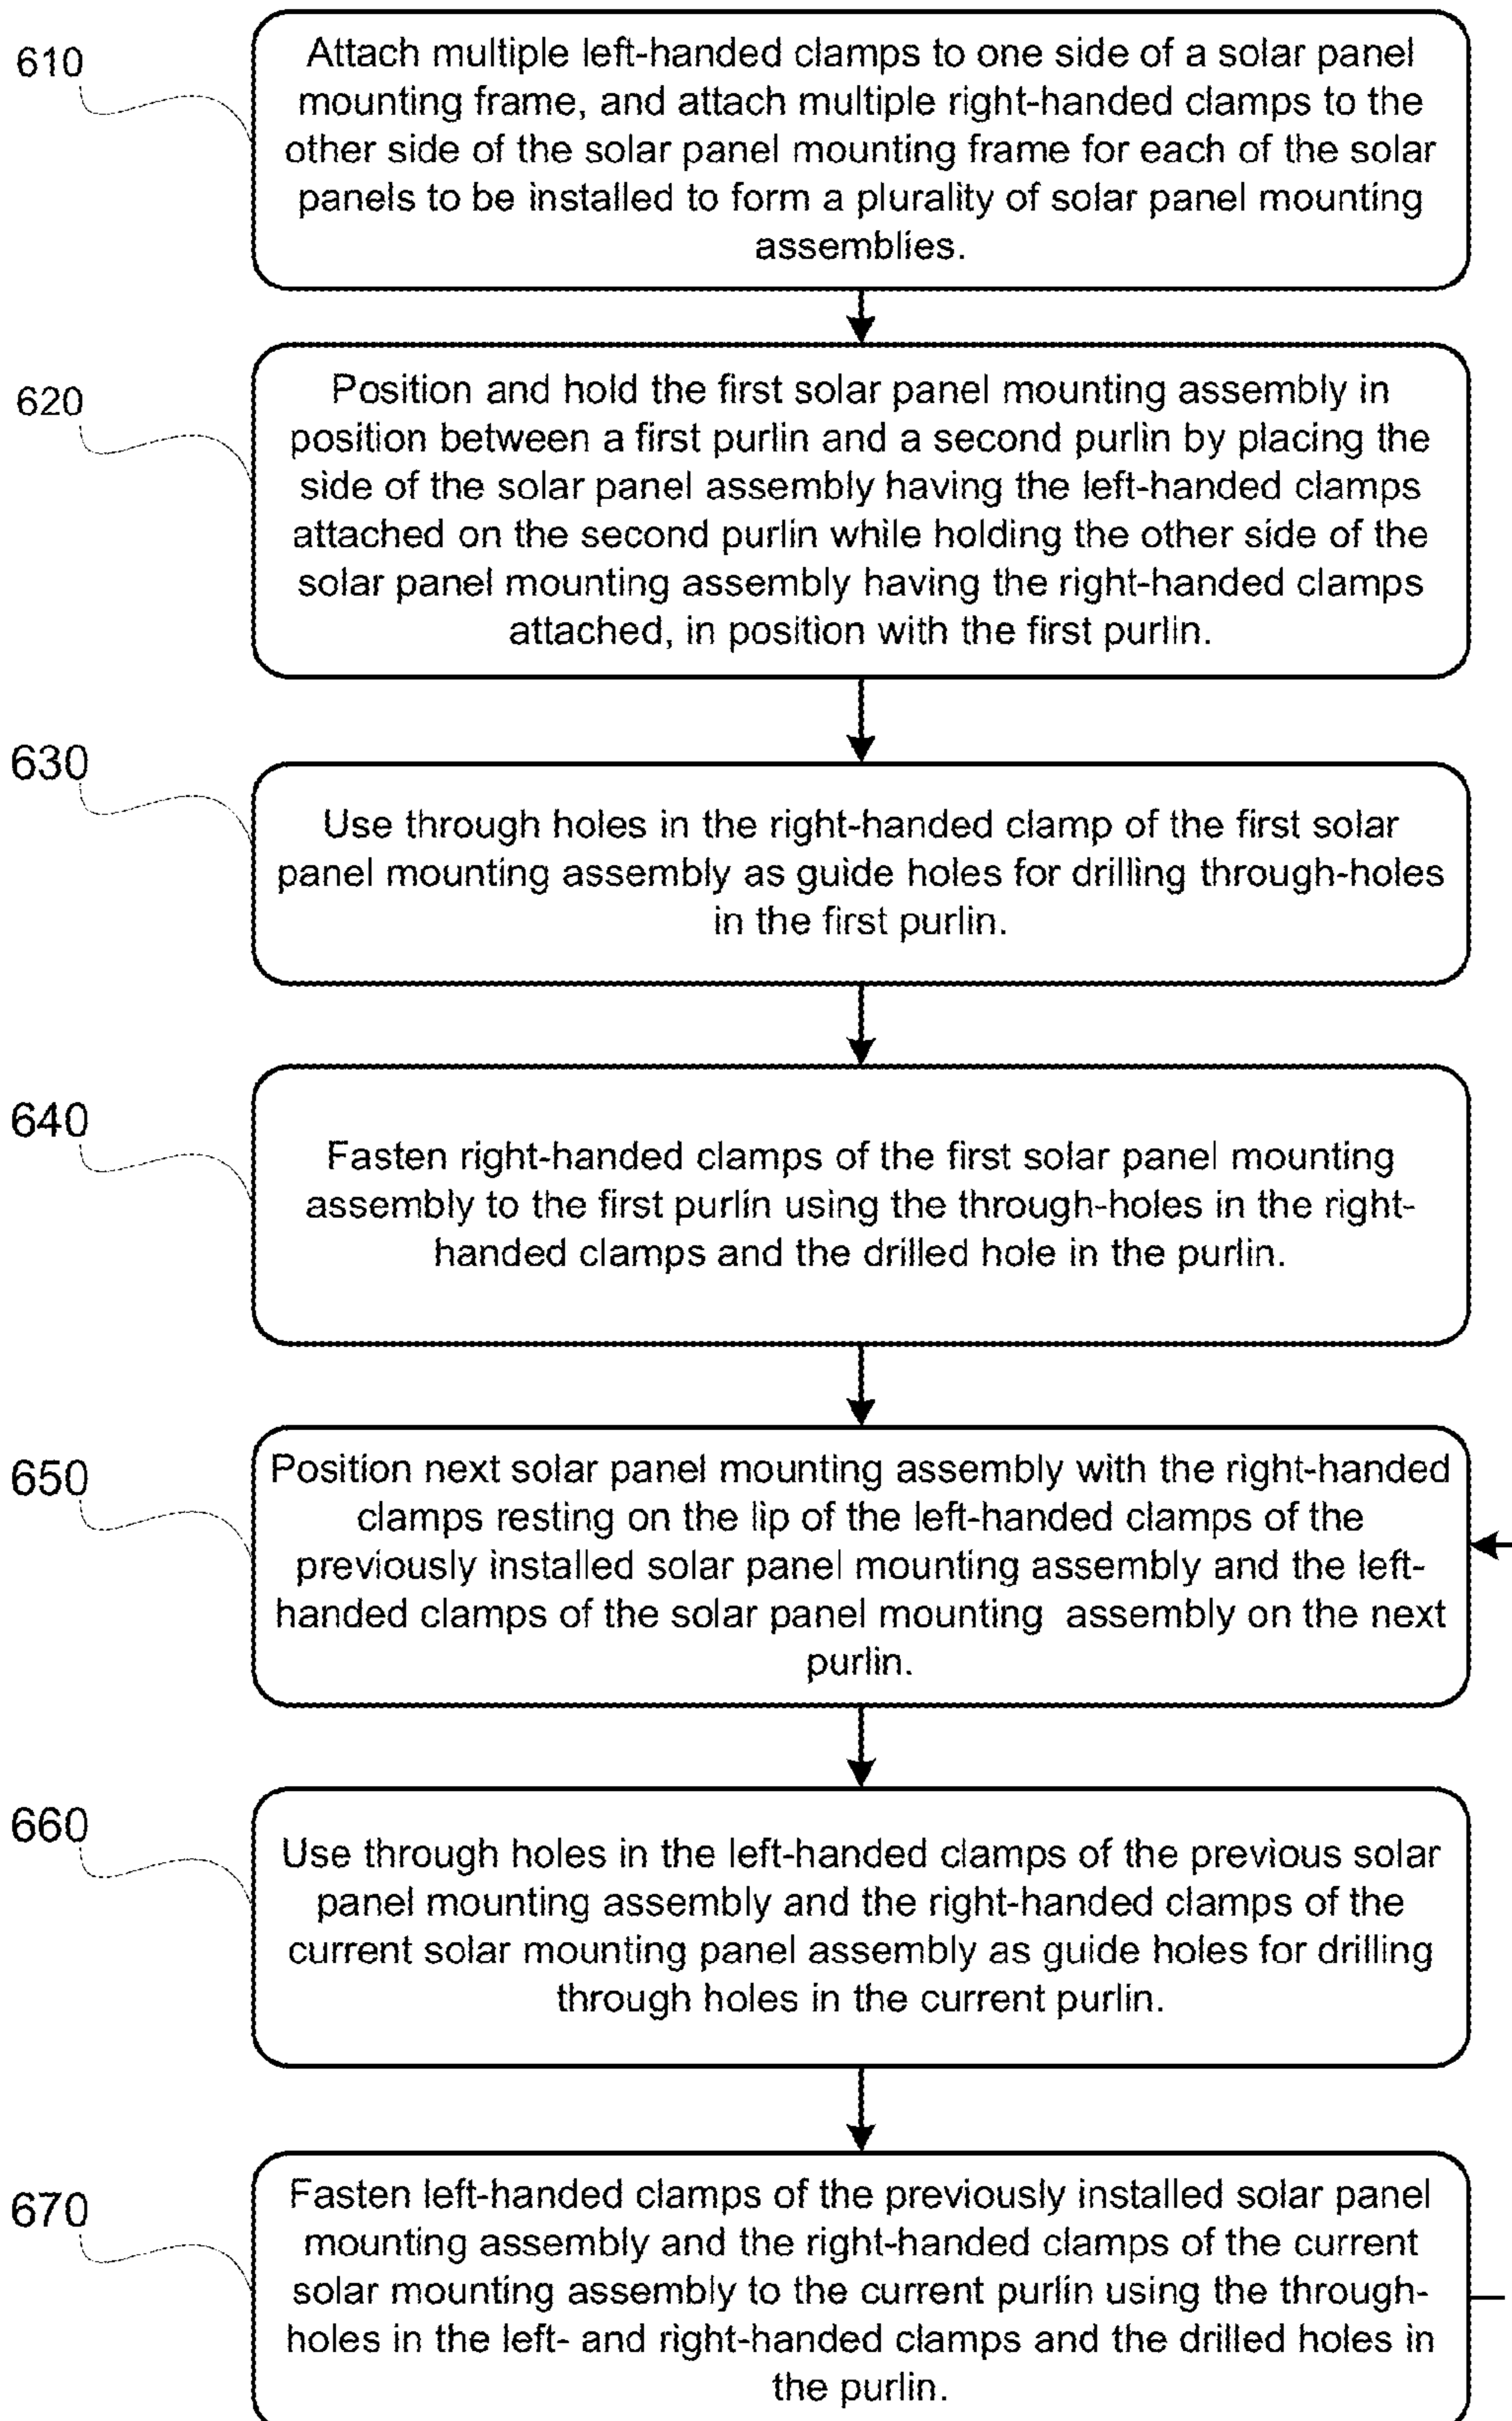 610
Attach multiple left-handed clamps to one side of a solar panel
mounting frame, and attach multiple right-handed clamps to the
other side of the solar panel mounting frame for each of the solar
panels to be installed to form a plurality of solar panel mounting
assemblies.
620
Position and hold the first solar panel mounting assembly in
position between a first purlin and a second purlin by placing the
side of the solar panel assembly having the left-handed clamps
attached on the second purlin while holding the other side of the
solar panel mounting assembly having the right-handed clamps
attached, in position with the first purlin.
630
Use through holes in the right-handed clamp of the first solar
panel mounting assembly as guide holes for drilling through-holes
in the first purlin.
640
Fasten right-handed clamps of the first solar panel mounting
assembly to the first purlin using the through-holes in the right-
handed clamps and the drilled hole in the purlin.
650
Position next solar panel mounting assembly with the right-handed
clamps resting on the lip of the left-handed clamps of the
previously installed solar panel mounting assembly and the left-
handed clamps of the solar panel mounting assembly on the next
purlin.
660
Use through holes in the left-handed clamps of the previous solar
panel mounting assembly and the right-handed clamps of the
current solar mounting panel assembly as guide holes for drilling
through holes in the current purlin.
670
Fasten left-handed clamps of the previously installed solar panel
mounting assembly and the right-handed clamps of the current
solar mounting assembly to the current purlin using the through-
holes in the left- and right-handed clamps and the drilled holes in
the purlin.